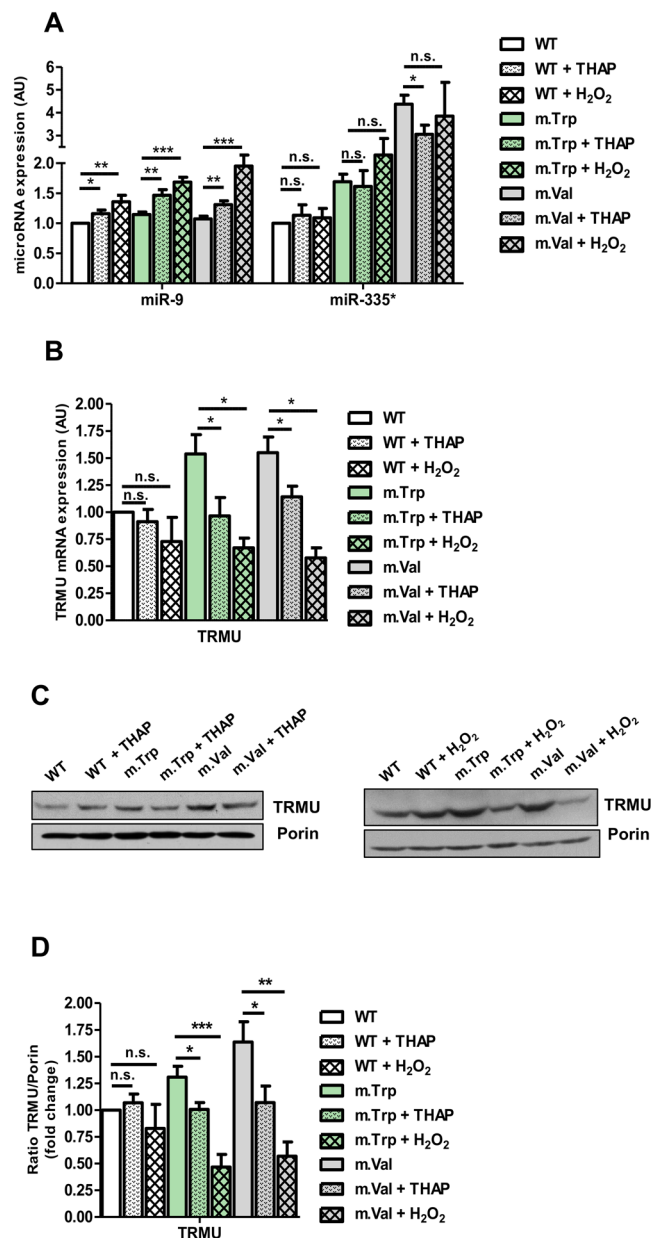 A
microRNA expression (AU)
5
4
3
2.0
1.5
1.0
0.5
0.0
* ** ** *** ** ***
n.s. n.s. n.s. n.s. * n.s.
miR-9 miR-335*
WT
WT + THAP
WT + H₂O₂
m.Trp
m.Trp + THAP
m.Trp + H₂O₂
m.Val
m.Val + THAP
m.Val + H₂O₂
B
TRMU mRNA expression (AU)
2.00
1.75
1.50
1.25
1.00
0.75
0.50
0.25
0.00
n.s. n.s. * * * *
TRMU
WT
WT + THAP
WT + H₂O₂
m.Trp
m.Trp + THAP
m.Trp + H₂O₂
m.Val
m.Val + THAP
m.Val + H₂O₂
C
WT WT + THAP m.Trp m.Trp + THAP m.Val m.Val + THAP
TRMU
Porin
WT WT + H₂O₂ m.Trp m.Trp + H₂O₂ m.Val m.Val + H₂O₂
TRMU
Porin
D
Ratio TRMU/Porin
(fold change)
2.00
1.75
1.50
1.25
1.00
0.75
0.50
0.25
0.00
n.s. n.s. * *** * **
TRMU
WT
WT + THAP
WT + H₂O₂
m.Trp
m.Trp + THAP
m.Trp + H₂O₂
m.Val
m.Val + THAP
m.Val + H₂O₂